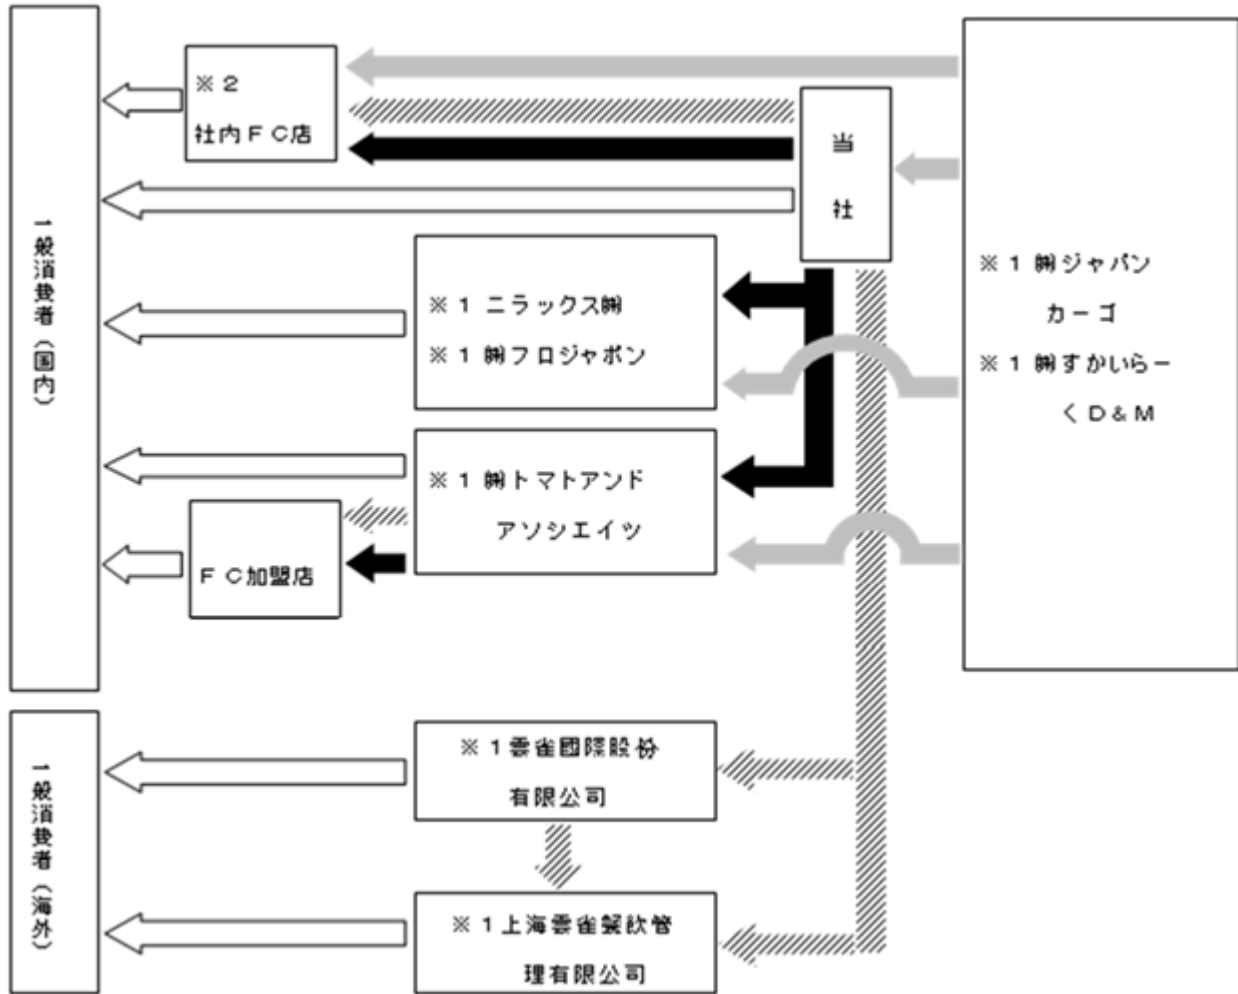 一般消費者（国内）
※２
社内ＦＣ店
当
社
※１㈱ジャパン
カーゴ
※１㈱すかいらー
くＤ＆Ｍ
※１ ニラックス㈱
※１㈱フロジャポン
※１㈱トマトアンド
アソシエイツ
ＦＣ加盟店
一般消費者（海外）
※１雲雀國際股份
有限公司
※１上海雲雀餐飲管
理有限公司